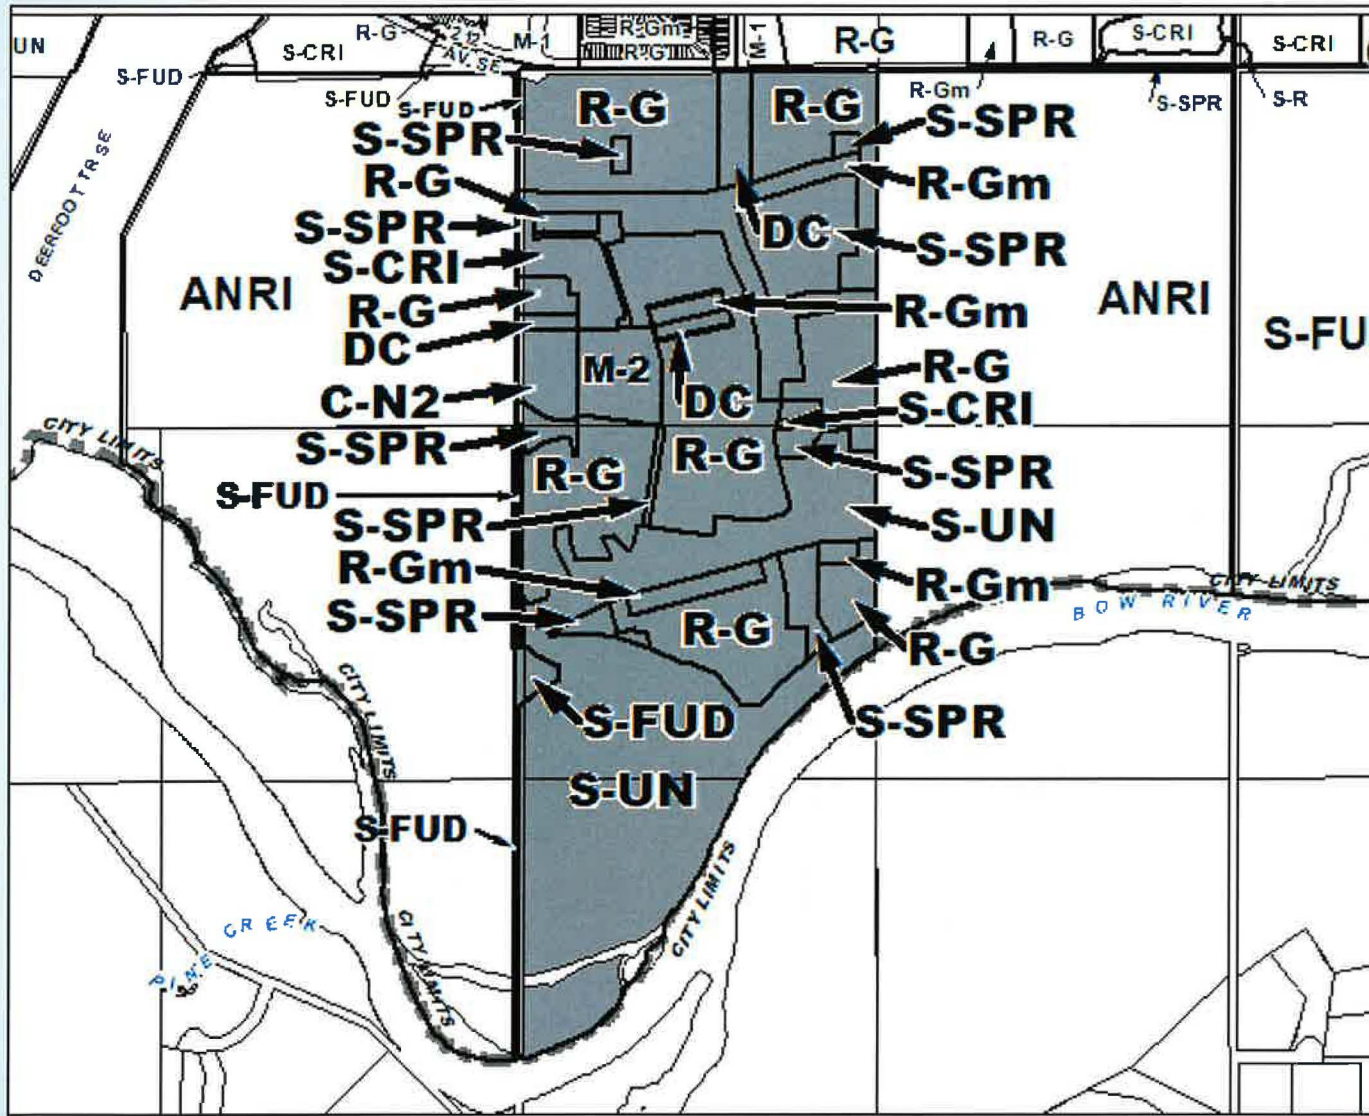 UN
S-CRI
R-G
212
AV. SE
M-1
R-Gm
R-G
M-1
R-G
R-G
S-CRI
S-CRI
S-FUD
S-FUD
S-FUD
R-Gm
S-SPR
S-R
R-G
R-G
S-SPR
S-SPR
R-G
R-Gm
DEERFOOT TR SE
S-SPR
DC
S-SPR
S-CRI
ANRI
ANRI
R-G
R-Gm
DC
S-FU
M-2
R-G
C-N2
DC
S-CRI
CITY LIMITS
S-SPR
R-G
R-G
S-SPR
S-FUD
S-SPR
S-UN
R-Gm
R-Gm
CITY LIMITS
BOW RIVER
S-SPR
R-G
R-G
CITY LIMITS
S-FUD
S-SPR
S-UN
S-FUD
CITY LIMITS
CITY LIMITS
PINE CREEK